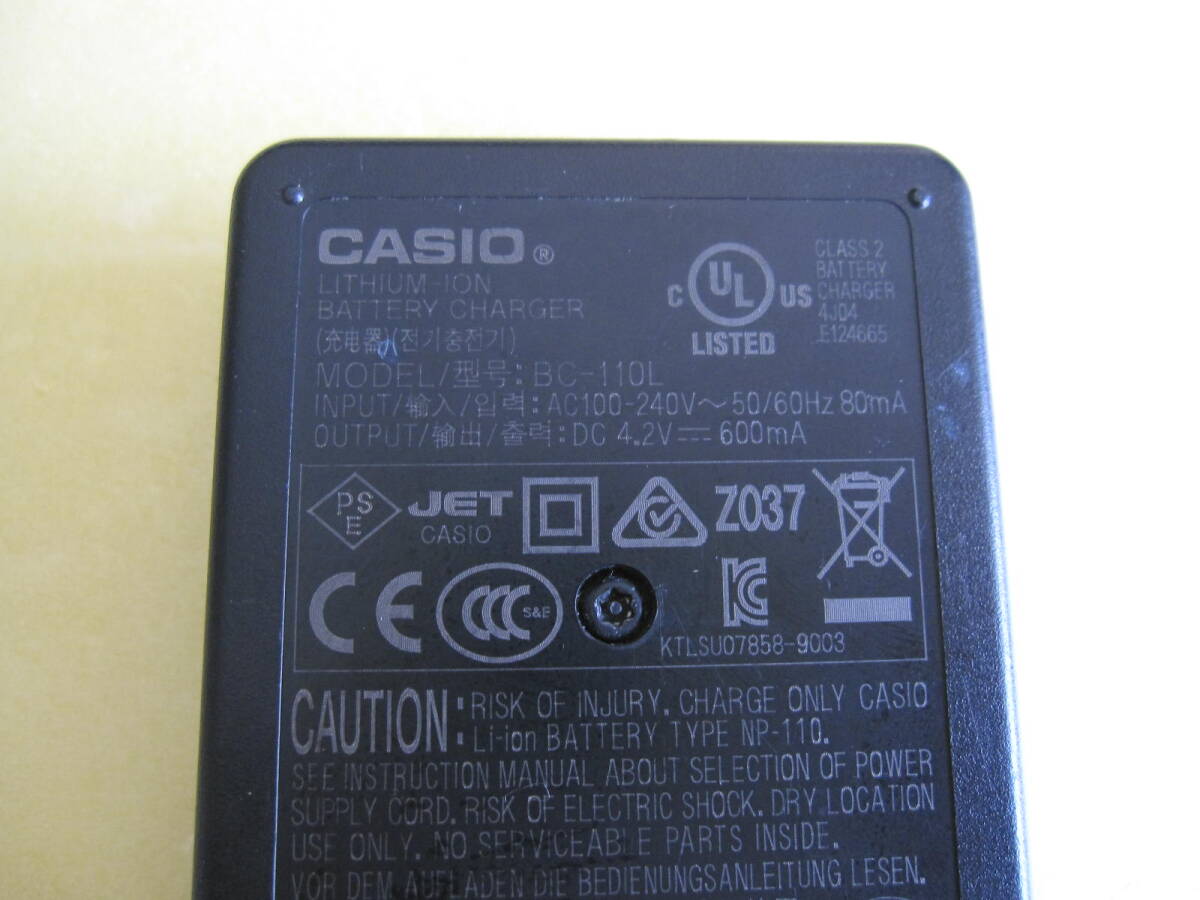 CASIO®
LITHIUM-ION
BATTERY CHARGER
(充电器)(전기충전기)
MODEL/型号: BC-110L
INPUT/输入/입력: AC100-240V～50/60Hz 80mA
OUTPUT/输出/출력: DC 4.2V⎓ 600mA
C UL US
LISTED
CLASS 2
BATTERY
CHARGER
4J04
E124665
PS
E
JET
CASIO
Z037
CE
CCC S&E
KC
KTLSU07858-9003
CAUTION: RISK OF INJURY. CHARGE ONLY CASIO
Li-ion BATTERY TYPE NP-110.
SEE INSTRUCTION MANUAL ABOUT SELECTION OF POWER
SUPPLY CORD. RISK OF ELECTRIC SHOCK. DRY LOCATION
USE ONLY. NO SERVICEABLE PARTS INSIDE.
VOR DEM AUFLADEN DIE BEDIENUNGSANLEITUNG LESEN.